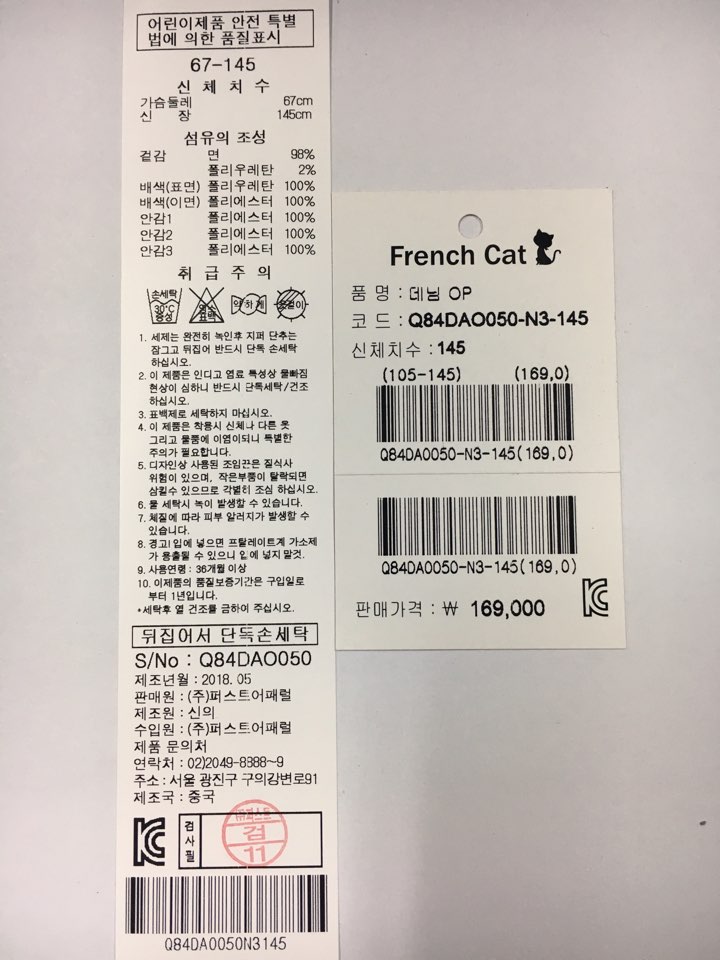 어린이제품 안전 특별
법에 의한 품질표시
67-145
신 체 치 수
가슴둘레 67cm
신 장 145cm
섬유의 조성
겉감 면 98%
폴리우레탄 2%
배색(표면) 폴리우레탄 100%
배색(이면) 폴리에스터 100%
안감1 폴리에스터 100%
안감2 폴리에스터 100%
안감3 폴리에스터 100%
취 급 주 의
손세탁
30℃
중성
염소
표백
약하게
옷걸이
1. 세제는 완전히 녹인후 지퍼 단추는
잠그고 뒤집어 반드시 단독 손세탁
하십시오.
2. 이 제품은 인디고 염료 특성상 물빠짐
현상이 심하니 반드시 단독세탁/건조
하십시오.
3. 표백제로 세탁하지 마십시오.
4. 이 제품은 착용시 신체나 다른 옷
그리고 물품에 이염이되니 특별한
주의가 필요합니다.
5. 디자인상 사용된 조임끈은 질식사
위험이 있으며, 작은부품이 탈락되면
삼킬수 있으므로 각별히 조심 하십시오.
6. 물 세탁시 녹이 발생할 수 있습니다.
7. 체질에 따라 피부 알러지가 발생할 수
있습니다.
8. 경고! 입에 넣으면 프탈레이트계 가소제
가 용출될 수 있으니 입에 넣지 말것.
9. 사용연령 : 36개월 이상
10. 이제품의 품질보증기간은 구입일로
부터 1년입니다.
*세탁후 열 건조를 금하여 주십시오.
뒤집어서 단독손세탁
S/No : Q84DAO050
제조년월 : 2018. 05
판매원 : (주)퍼스트어패럴
제조원 : 신의
수입원 : (주)퍼스트어패럴
제품 문의처
연락처 : 02)2049-8888~9
주소 : 서울 광진구 구의강변로91
제조국 : 중국
검사필
검
11
Q84DAO050N3145
French Cat
품 명 : 데님 OP
코 드 : Q84DAO050-N3-145
신체치수 : 145
(105-145) (169,0)
Q84DAO050-N3-145(169,0)
Q84DAO050-N3-145(169,0)
판매가격 : ₩ 169,000